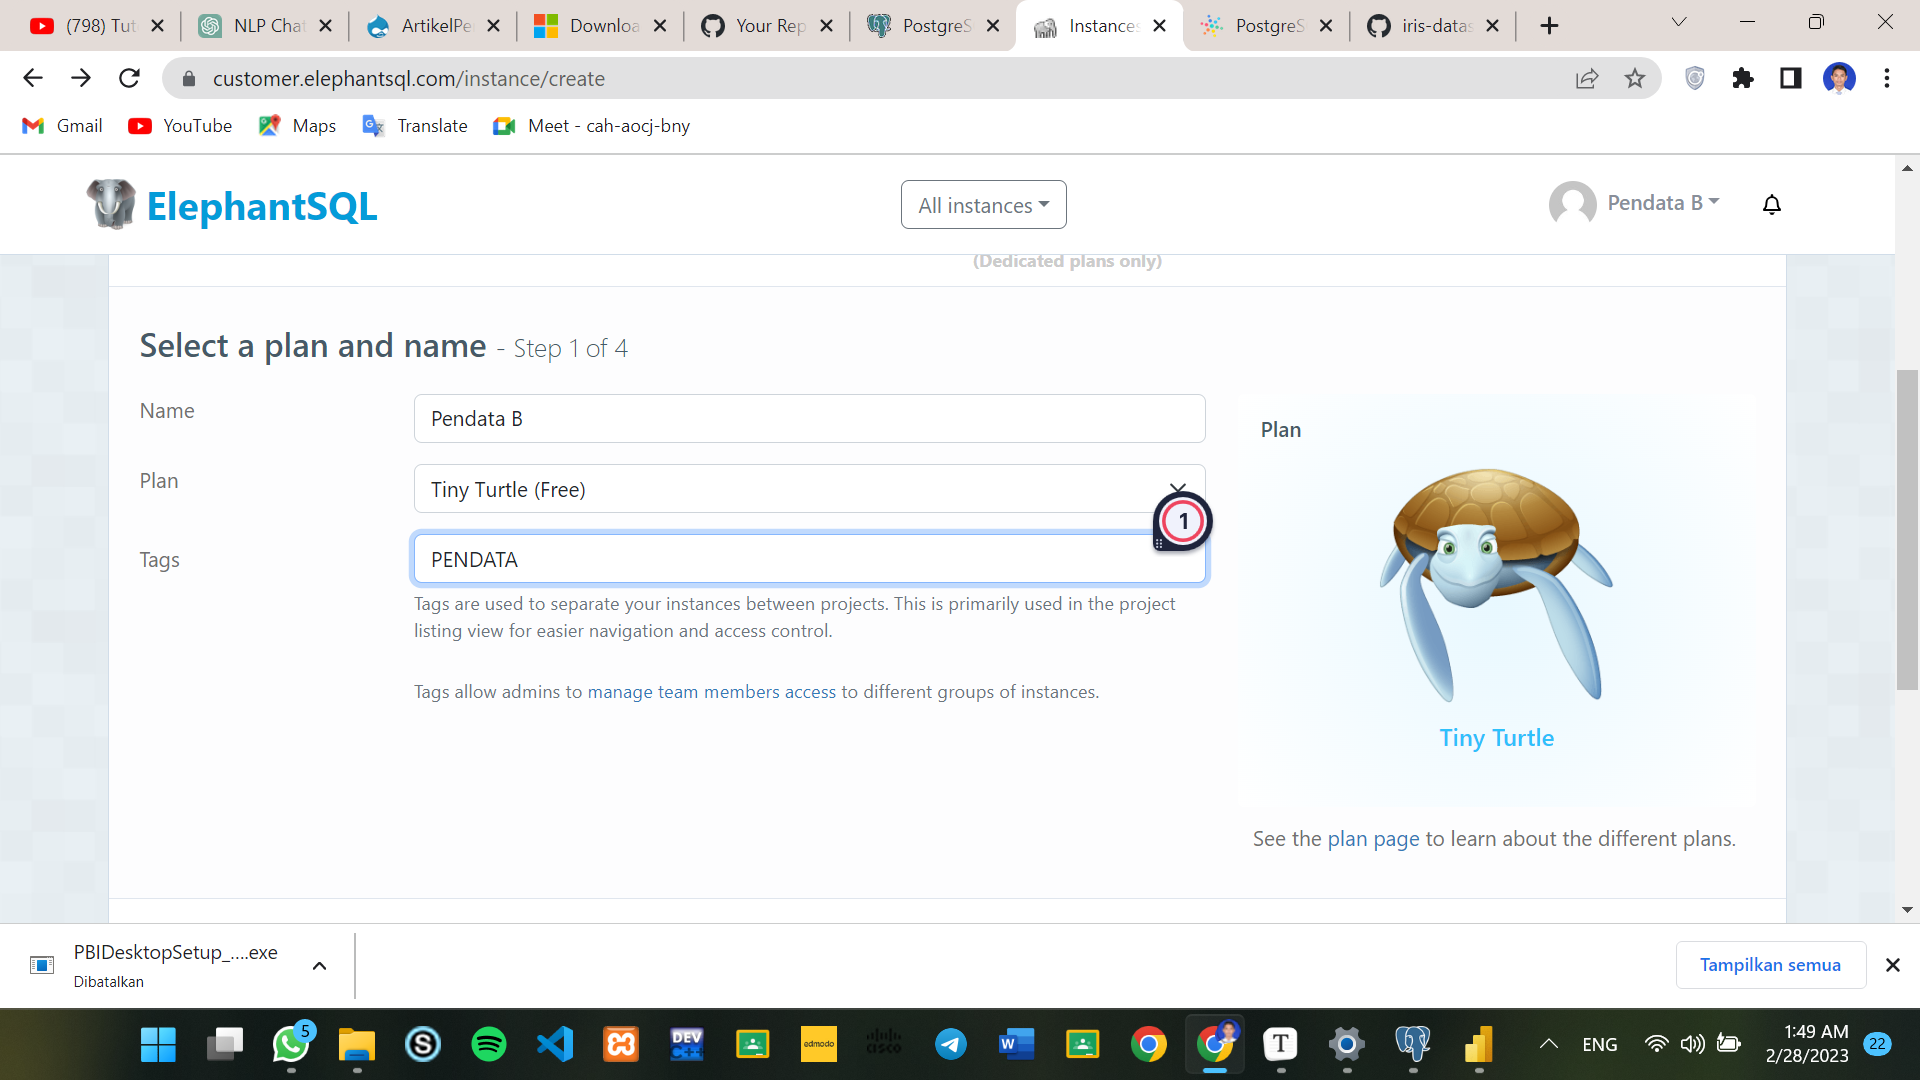 (798) Tut
NLP Chat
ArtikelPe
Downloa
Your Rep
PostgreS
Instances
PostgreS
iris-datas
customer.elephantsql.com/instance/create
Gmail
YouTube
Maps
Translate
Meet - cah-aocj-bny
ElephantSQL
All instances
Pendata B
(Dedicated plans only)
Select a plan and name - Step 1 of 4
Name
Pendata B
Plan
Tiny Turtle (Free)
1
Tags
PENDATA
Tags are used to separate your instances between projects. This is primarily used in the project
listing view for easier navigation and access control.
Tags allow admins to manage team members access to different groups of instances.
Plan
Tiny Turtle
See the plan page to learn about the different plans.
PBIDesktopSetup_....exe
Dibatalkan
Tampilkan semua
5
S
DEV
C++
edmodo
cisco
W
T
ENG
1:49 AM
2/28/2023
22